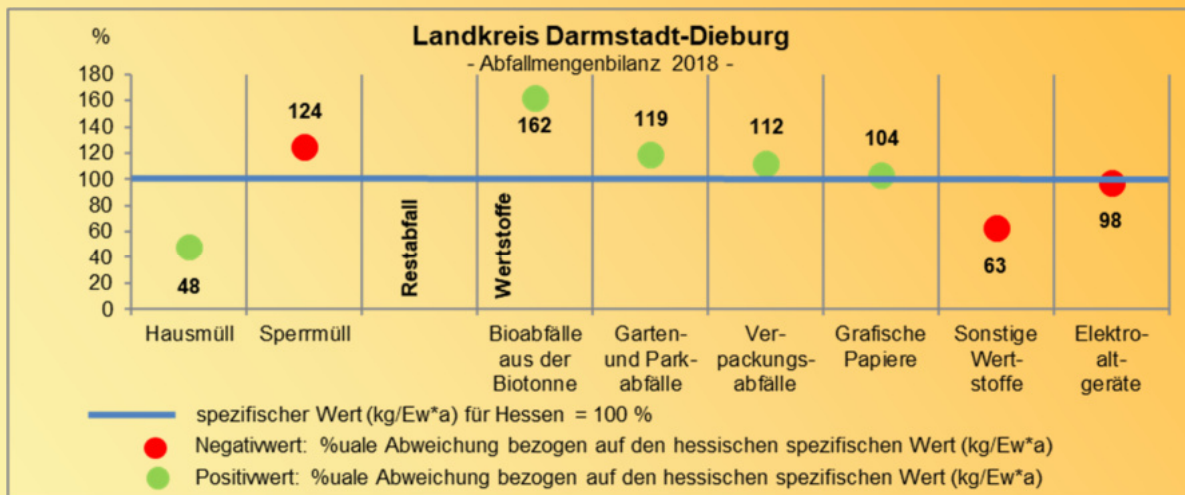 Landkreis Darmstadt-Dieburg
- Abfallmengenbilanz 2018 -
%
180
160
140
120
100
80
60
40
20
0
48
124
Restabfall
Wertstoffe
162
119
112
104
63
98
Hausmüll
Sperrmüll
Bioabfälle
aus der
Biotonne
Garten-
und Park-
abfälle
Ver-
packungs-
abfälle
Grafische
Papiere
Sonstige
Wert-
stoffe
Elektro-
alt-
geräte
spezifischer Wert (kg/Ew*a) für Hessen = 100 %
Negativwert: %uale Abweichung bezogen auf den hessischen spezifischen Wert (kg/Ew*a)
Positivwert: %uale Abweichung bezogen auf den hessischen spezifischen Wert (kg/Ew*a)